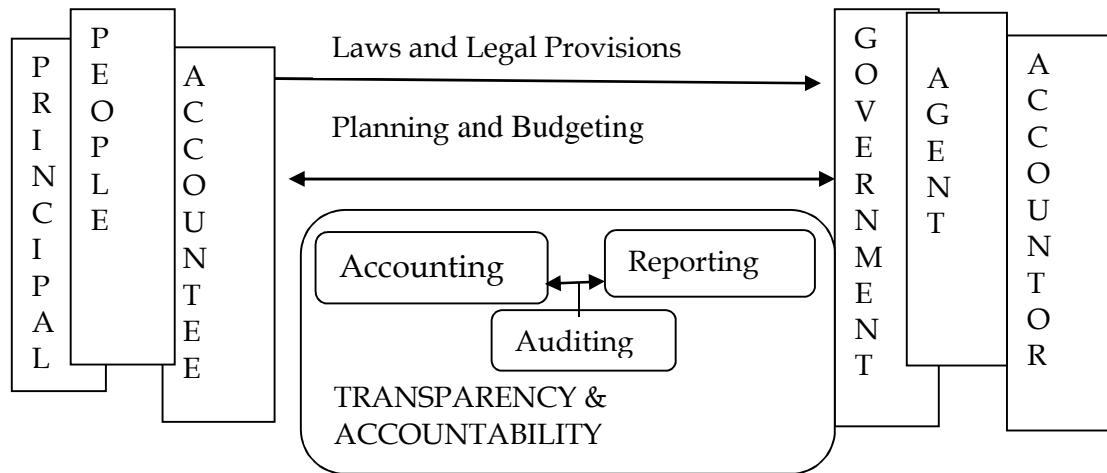 PRINCIPAL
PEOPLE
ACCOUNTEE
Laws and Legal Provisions
Planning and Budgeting
Accounting
Reporting
Auditing
TRANSPARENCY &
ACCOUNTABILITY
GOVERNMENT
AGENT
ACCOUNTOR